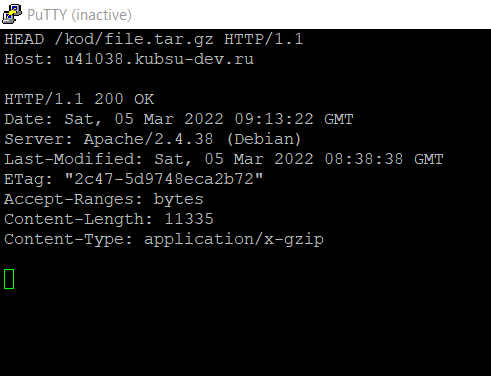 PuTTY (inactive)
HEAD /kod/file.tar.gz HTTP/1.1
Host: u41038.kubsu-dev.ru
HTTP/1.1 200 OK
Date: Sat, 05 Mar 2022 09:13:22 GMT
Server: Apache/2.4.38 (Debian)
Last-Modified: Sat, 05 Mar 2022 08:38:38 GMT
ETag: "2c47-5d9748eca2b72"
Accept-Ranges: bytes
Content-Length: 11335
Content-Type: application/x-gzip